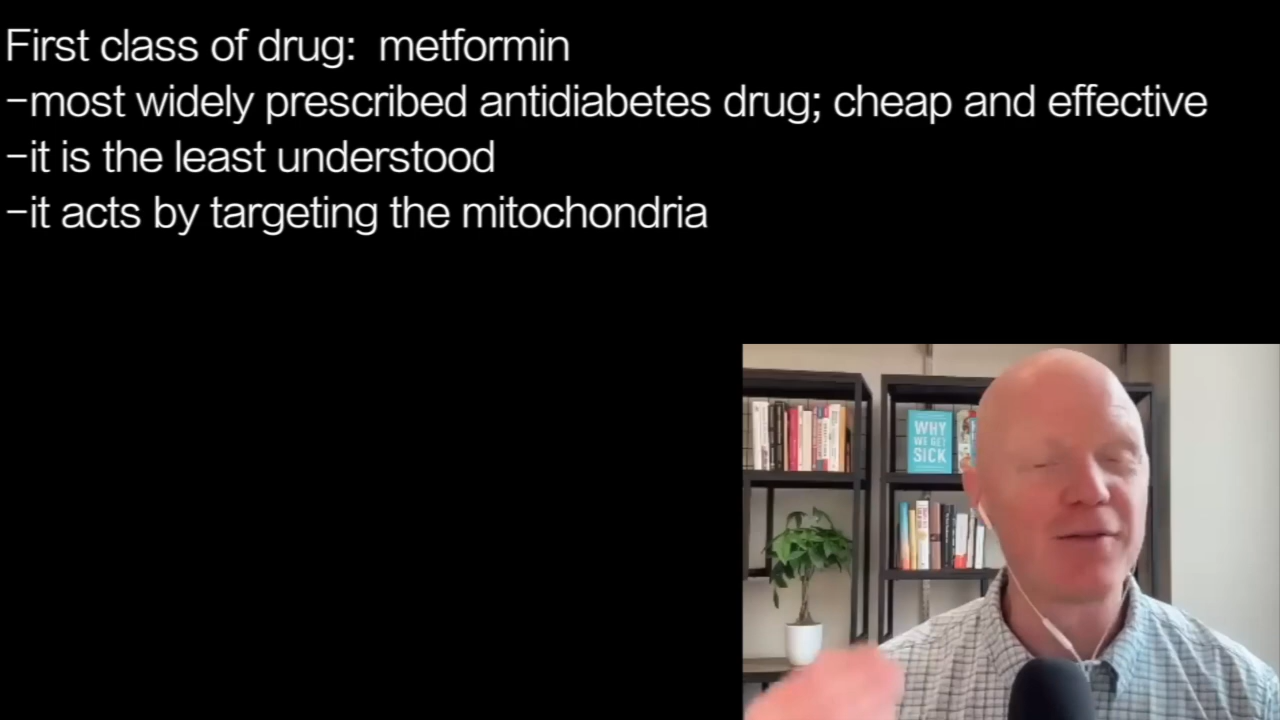 First class of drug:  metformin
−most widely prescribed antidiabetes drug; cheap and effective
−it is the least understood
−it acts by targeting the mitochondria
WHY
WE GET
SICK